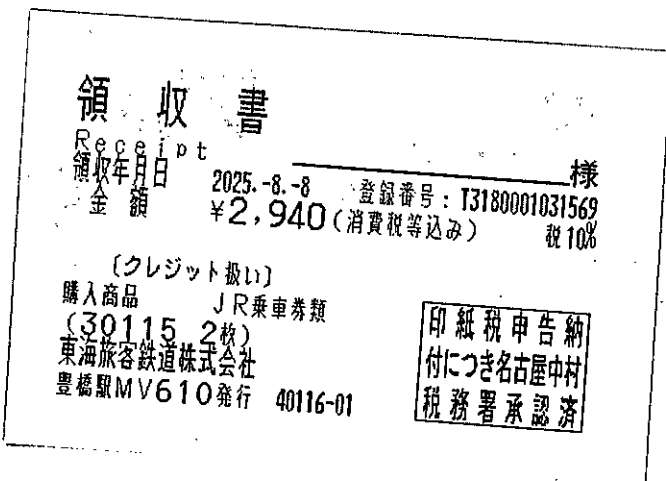 領収書
Receipt
様
領収年月日 2025.-8.-8 登録番号：T3180001031569
金額 ¥2,940(消費税等込み) 税10%
〔クレジット扱い〕
購入商品 JR乗車券類
(30115 2枚)
東海旅客鉄道株式会社
豊橋駅MV610発行 40116-01
印紙税申告納
付につき名古屋中村
税務署承認済